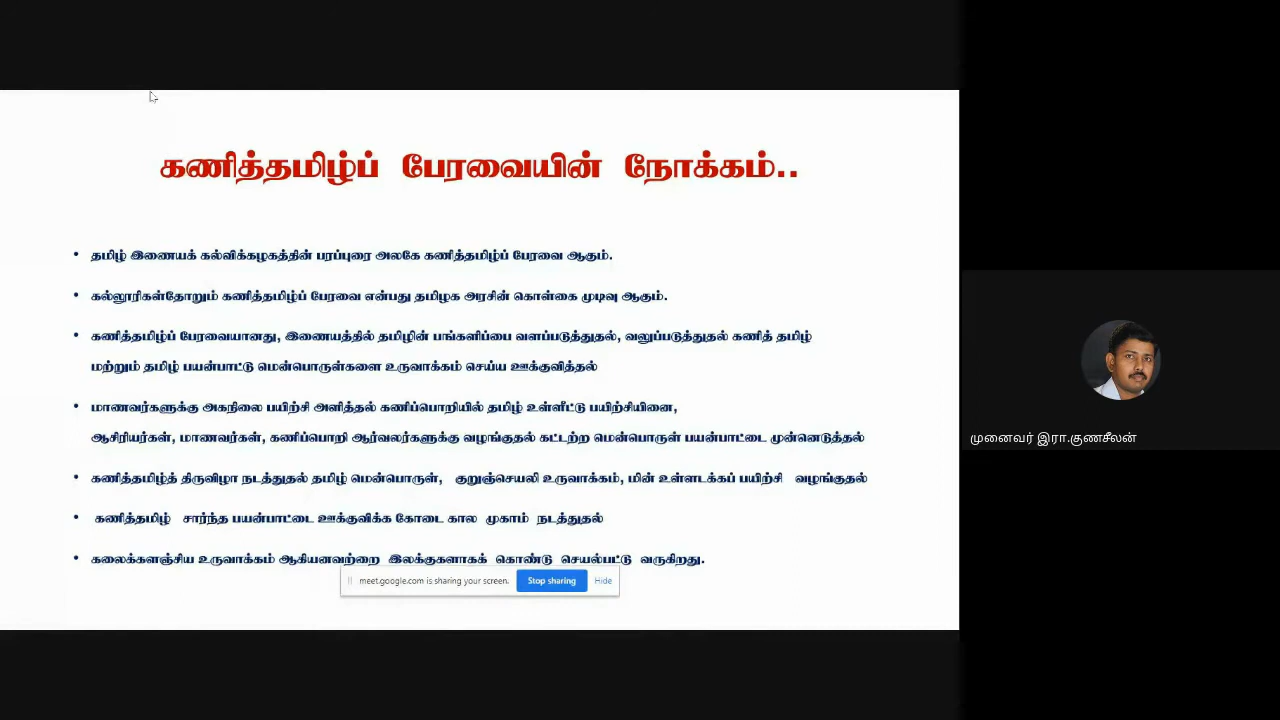 கணித்தமிழ்ப் பேரவையின் நோக்கம்..
• தமிழ் இணையக் கல்விக்கழகத்தின் பரப்புரை அலகே கணித்தமிழ்ப் பேரவை ஆகும்.
• கல்லூரிகள்தோறும் கணித்தமிழ்ப் பேரவை என்பது தமிழக அரசின் கொள்கை முடிவு ஆகும்.
• கணித்தமிழ்ப் பேரவையானது, இணையத்தில் தமிழின் பங்களிப்பை வளப்படுத்துதல், வலுப்படுத்துதல் கணித் தமிழ்
மற்றும் தமிழ் பயன்பாட்டு மென்பொருள்களை உருவாக்கம் செய்ய ஊக்குவித்தல்
• மாணவர்களுக்கு அகநிலை பயிற்சி அளித்தல் கணிப்பொறியில் தமிழ் உள்ளீட்டு பயிற்சியினை,
ஆசிரியர்கள், மாணவர்கள், கணிப்பொறி ஆர்வலர்களுக்கு வழங்குதல் கட்டற்ற மென்பொருள் பயன்பாட்டை முன்னெடுத்தல்
• கணித்தமிழ்த் திருவிழா நடத்துதல் தமிழ் மென்பொருள், குறுஞ்செயலி உருவாக்கம், மின் உள்ளடக்கப் பயிற்சி வழங்குதல்
• கணித்தமிழ் சார்ந்த பயன்பாட்டை ஊக்குவிக்க கோடை கால முகாம் நடத்துதல்
• கலைக்களஞ்சிய உருவாக்கம் ஆகியனவற்றை இலக்குகளாகக் கொண்டு செயல்பட்டு வருகிறது.
meet.google.com is sharing your screen. Stop sharing Hide
முனைவர் இரா.குணசீலன்